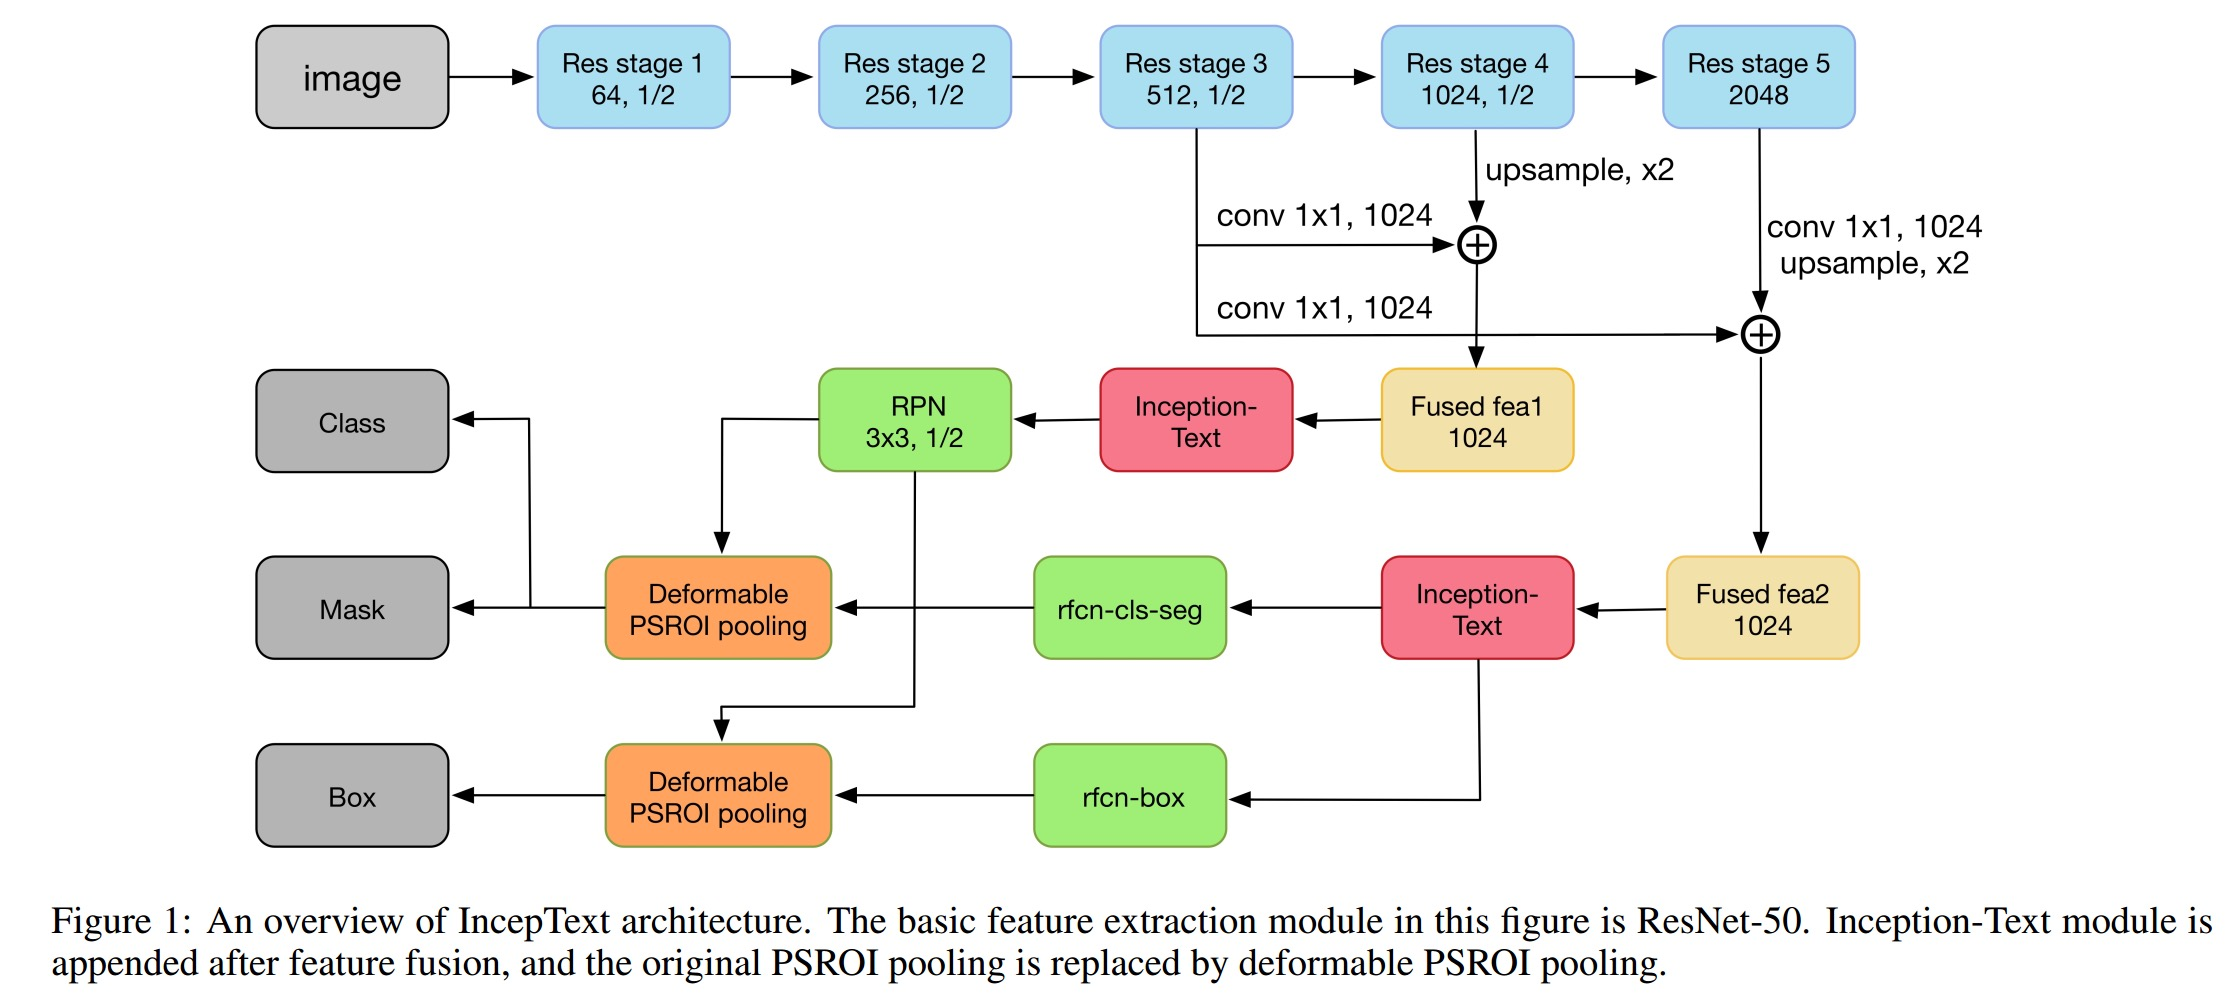 image
Res stage 1
64, 1/2
Res stage 2
256, 1/2
Res stage 3
512, 1/2
Res stage 4
1024, 1/2
Res stage 5
2048
upsample, x2
conv 1x1, 1024
conv 1x1, 1024
upsample, x2
conv 1x1, 1024
Class
RPN
3x3, 1/2
Inception-
Text
Fused fea1
1024
Mask
Deformable
PSROI pooling
rfcn-cls-seg
Inception-
Text
Fused fea2
1024
Box
Deformable
PSROI pooling
rfcn-box
Figure 1: An overview of IncepText architecture. The basic feature extraction module in this figure is ResNet-50. Inception-Text module is
appended after feature fusion, and the original PSROI pooling is replaced by deformable PSROI pooling.